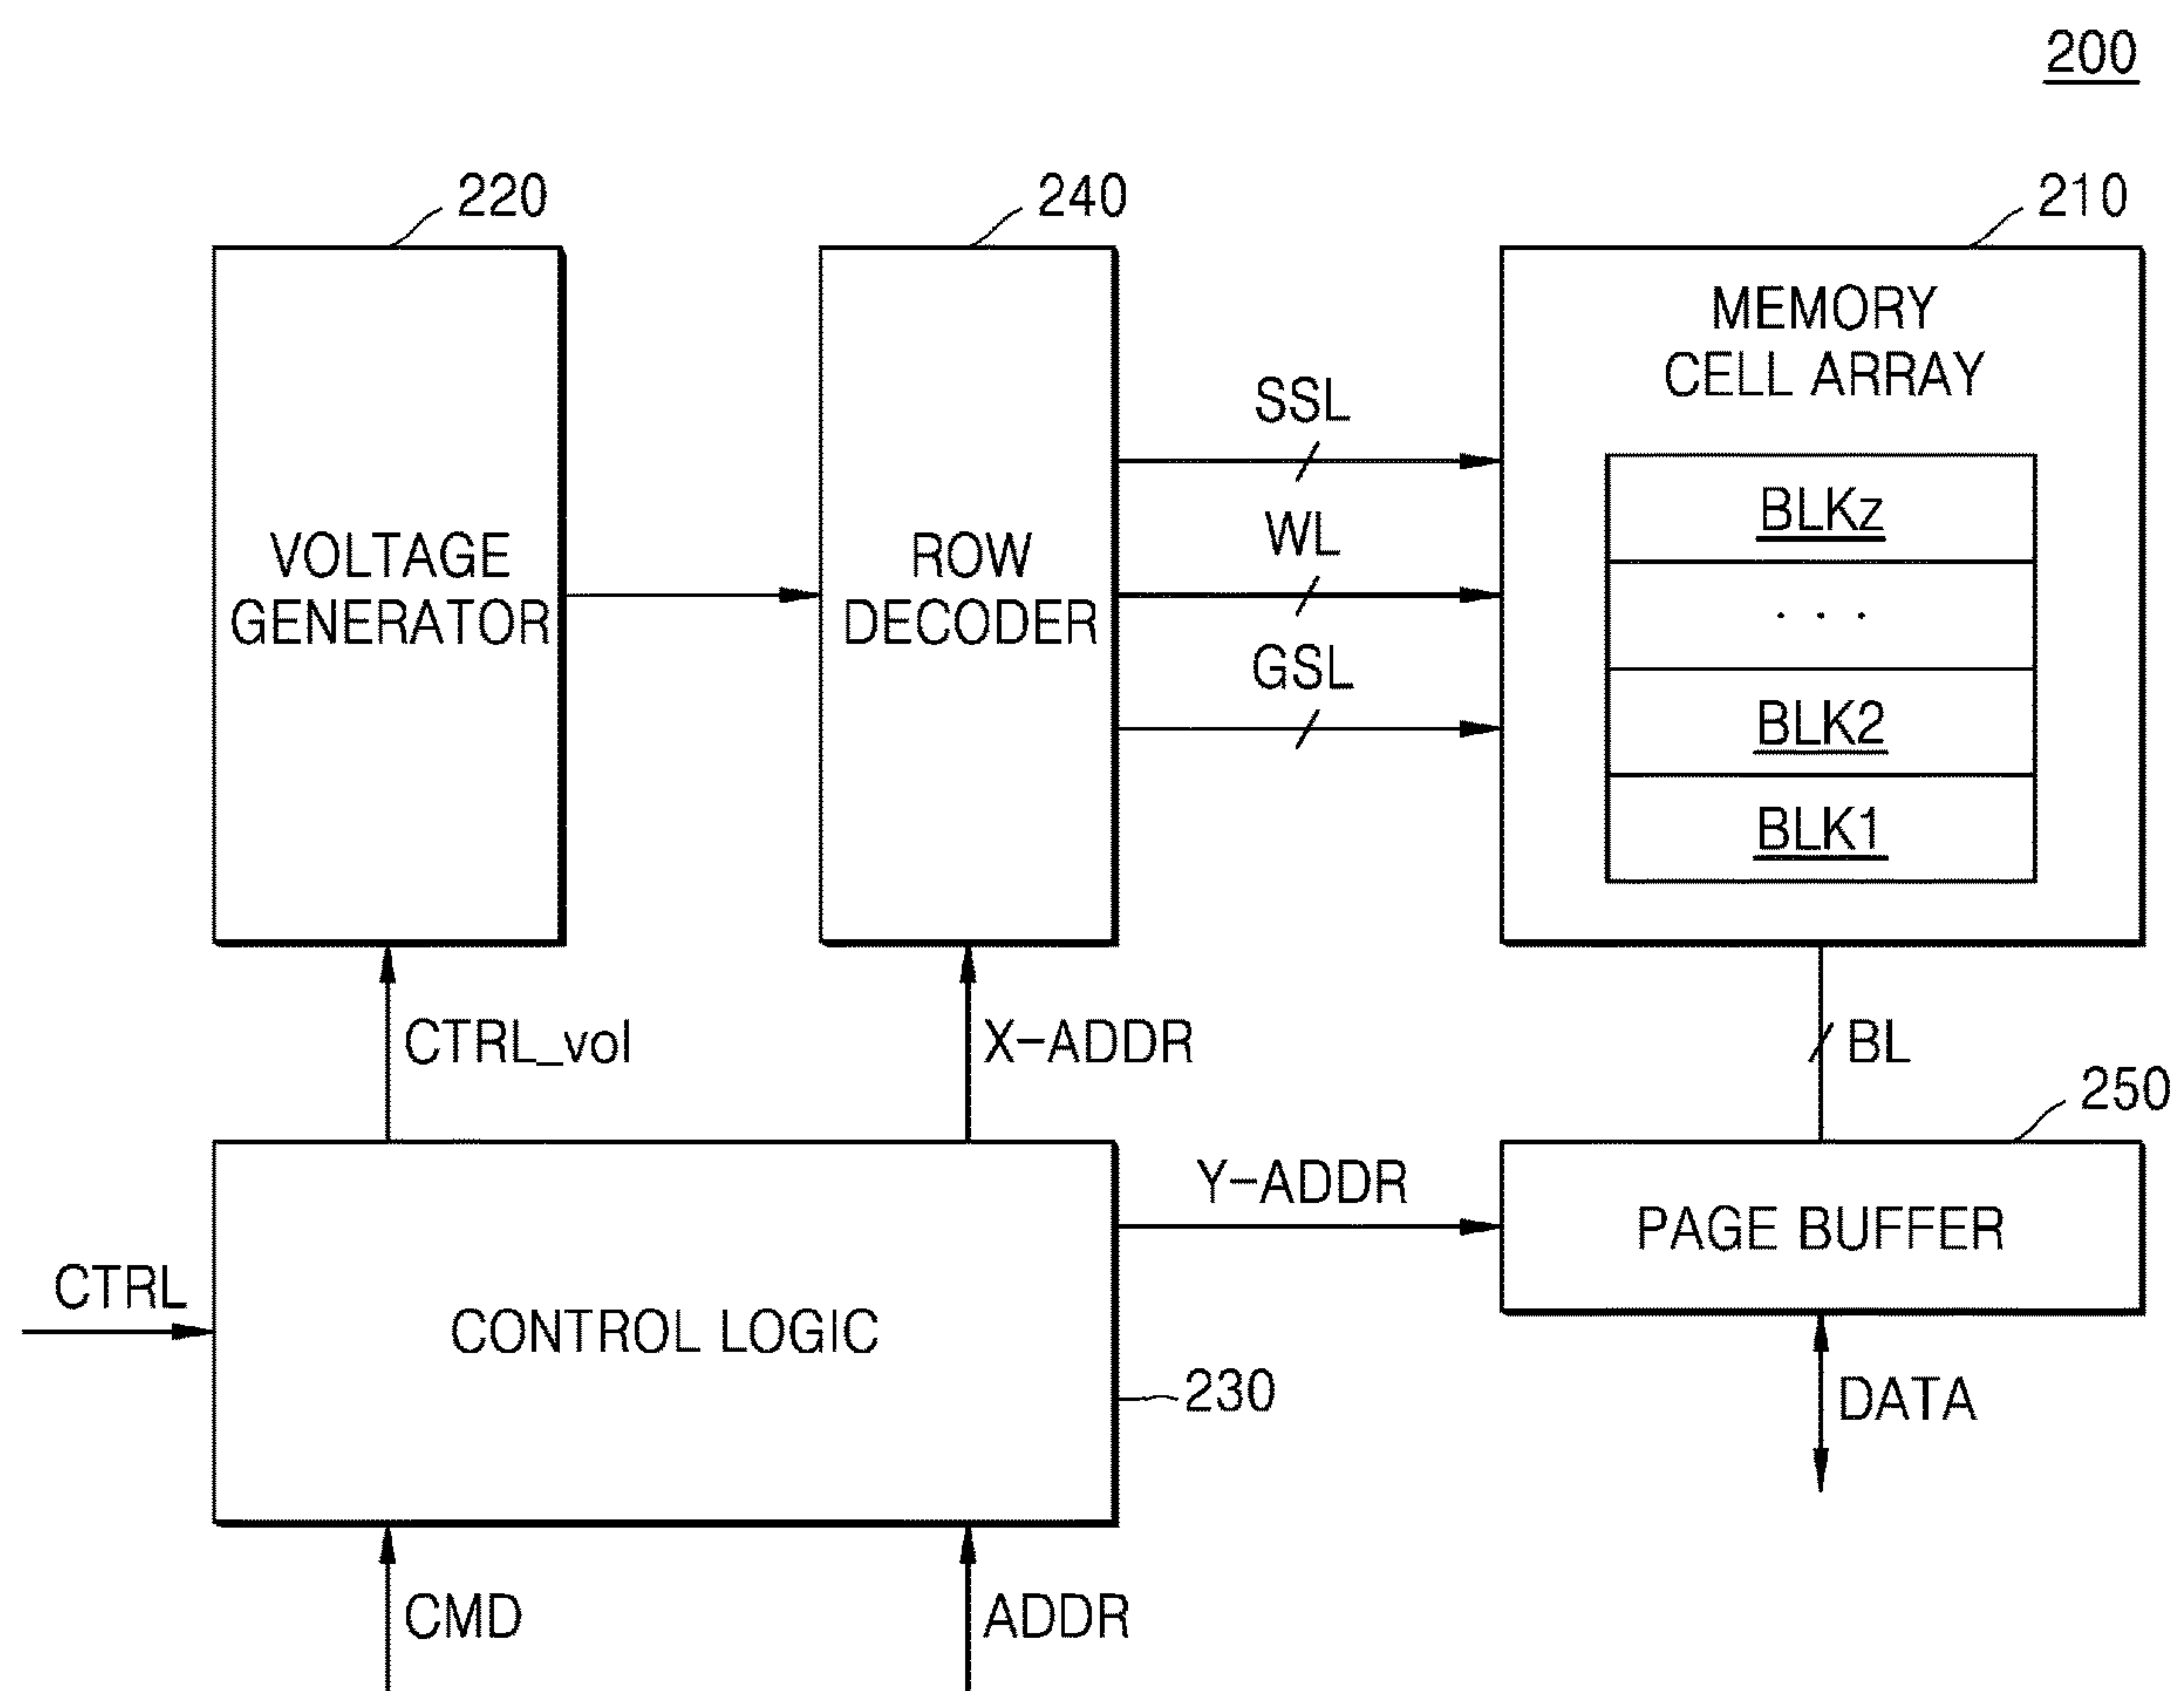 200
220
240
210
VOLTAGE
GENERATOR
ROW
DECODER
SSL
WL
GSL
MEMORY
CELL ARRAY
BLKz
. . .
BLK2
BLK1
CTRL_vol
X-ADDR
BL
250
Y-ADDR
PAGE BUFFER
CTRL
CONTROL LOGIC
230
DATA
CMD
ADDR